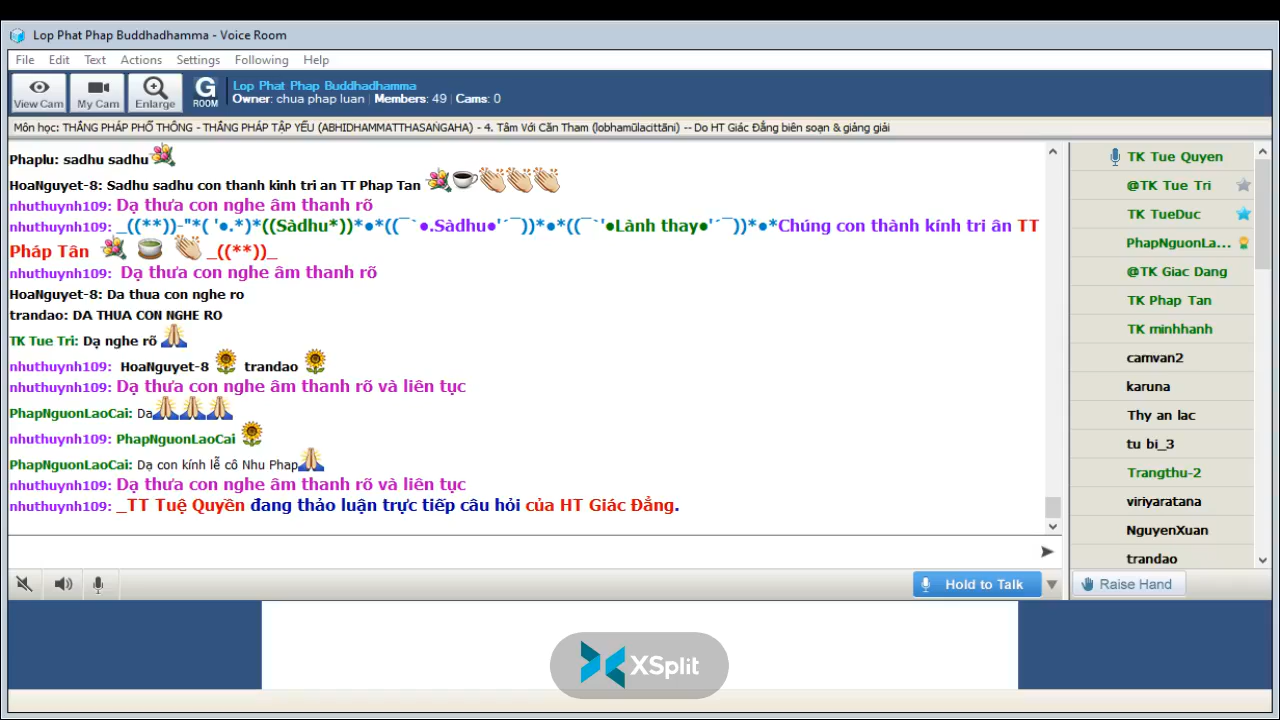 Lop Phat Phap Buddhadhamma - Voice Room
File Edit Text Actions Settings Following Help
View Cam My Cam Enlarge G ROOM
Lop Phat Phap Buddhadhamma
Owner: chua phap luan | Members: 49 | Cams: 0
Môn học: THẮNG PHÁP PHỔ THÔNG - THẮNG PHÁP TẬP YẾU (ABHIDHAMMATTHASAṄGAHA) - 4. Tâm Với Căn Tham (lobhamūlacittāni) -- Do HT Giác Đẳng biên soạn & giảng giải
Phaplu: sadhu sadhu
HoaNguyet-8: Sadhu sadhu con thanh kinh tri an TT Phap Tan
nhuthuynh109: Dạ thưa con nghe âm thanh rõ
nhuthuynh109: _((**))-"*( '●.*)*((Sàdhu*))*●*((¯`●.Sàdhu●'´¯))*●*((¯`'●Lành thay●'´¯))*●*Chúng con thành kính tri ân TT
Pháp Tân _((**))_
nhuthuynh109: Dạ thưa con nghe âm thanh rõ
HoaNguyet-8: Da thua con nghe ro
trandao: DA THUA CON NGHE RO
TK Tue Tri: Dạ nghe rõ
nhuthuynh109: HoaNguyet-8 trandao
nhuthuynh109: Dạ thưa con nghe âm thanh rõ và liên tục
PhapNguonLaoCai: Da
nhuthuynh109: PhapNguonLaoCai
PhapNguonLaoCai: Dạ con kính lễ cô Nhu Phap
nhuthuynh109: Dạ thưa con nghe âm thanh rõ và liên tục
nhuthuynh109: _TT Tuệ Quyền đang thảo luận trực tiếp câu hỏi của HT Giác Đẳng.
TK Tue Quyen
@TK Tue Tri
TK TueDuc
PhapNguonLa...
@TK Giac Dang
TK Phap Tan
TK minhhanh
camvan2
karuna
Thy an lac
tu bi_3
Trangthu-2
viriyaratana
NguyenXuan
trandao
Hold to Talk
Raise Hand
XSplit